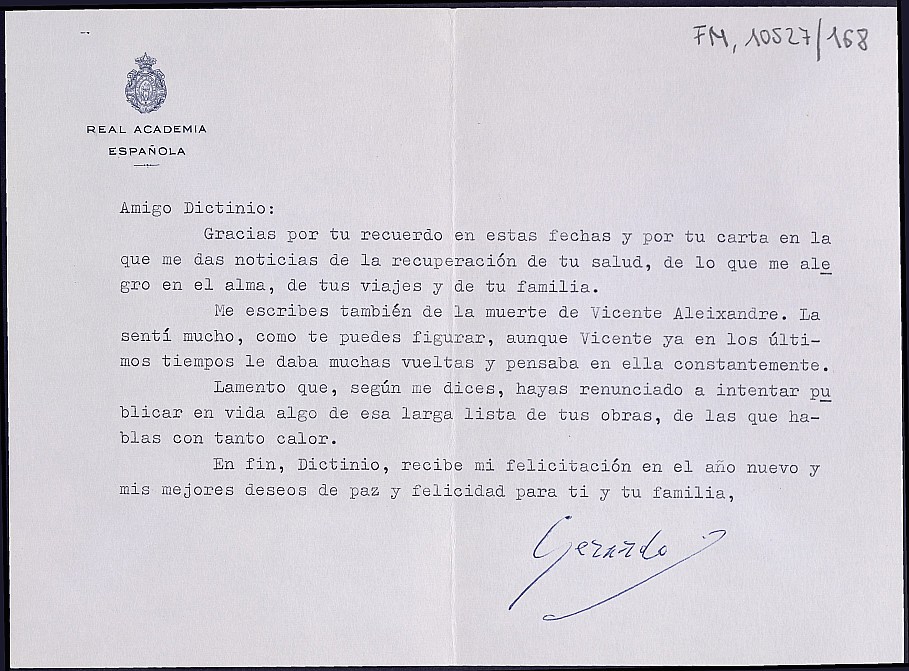 FM, 10527/168
REAL ACADEMIA
ESPAÑOLA
Amigo Dictinio:
Gracias por tu recuerdo en estas fechas y por tu carta en la
que me das noticias de la recuperación de tu salud, de lo que me ale
gro en el alma, de tus viajes y de tu familia.
Me escribes también de la muerte de Vicente Aleixandre. La
sentí mucho, como te puedes figurar, aunque Vicente ya en los últi-
mos tiempos le daba muchas vueltas y pensaba en ella constantemente.
Lamento que, según me dices, hayas renunciado a intentar pu
blicar en vida algo de esa larga lista de tus obras, de las que ha-
blas con tanto calor.
En fin, Dictinio, recibe mi felicitación en el año nuevo y
mis mejores deseos de paz y felicidad para ti y tu familia,
Gerardo